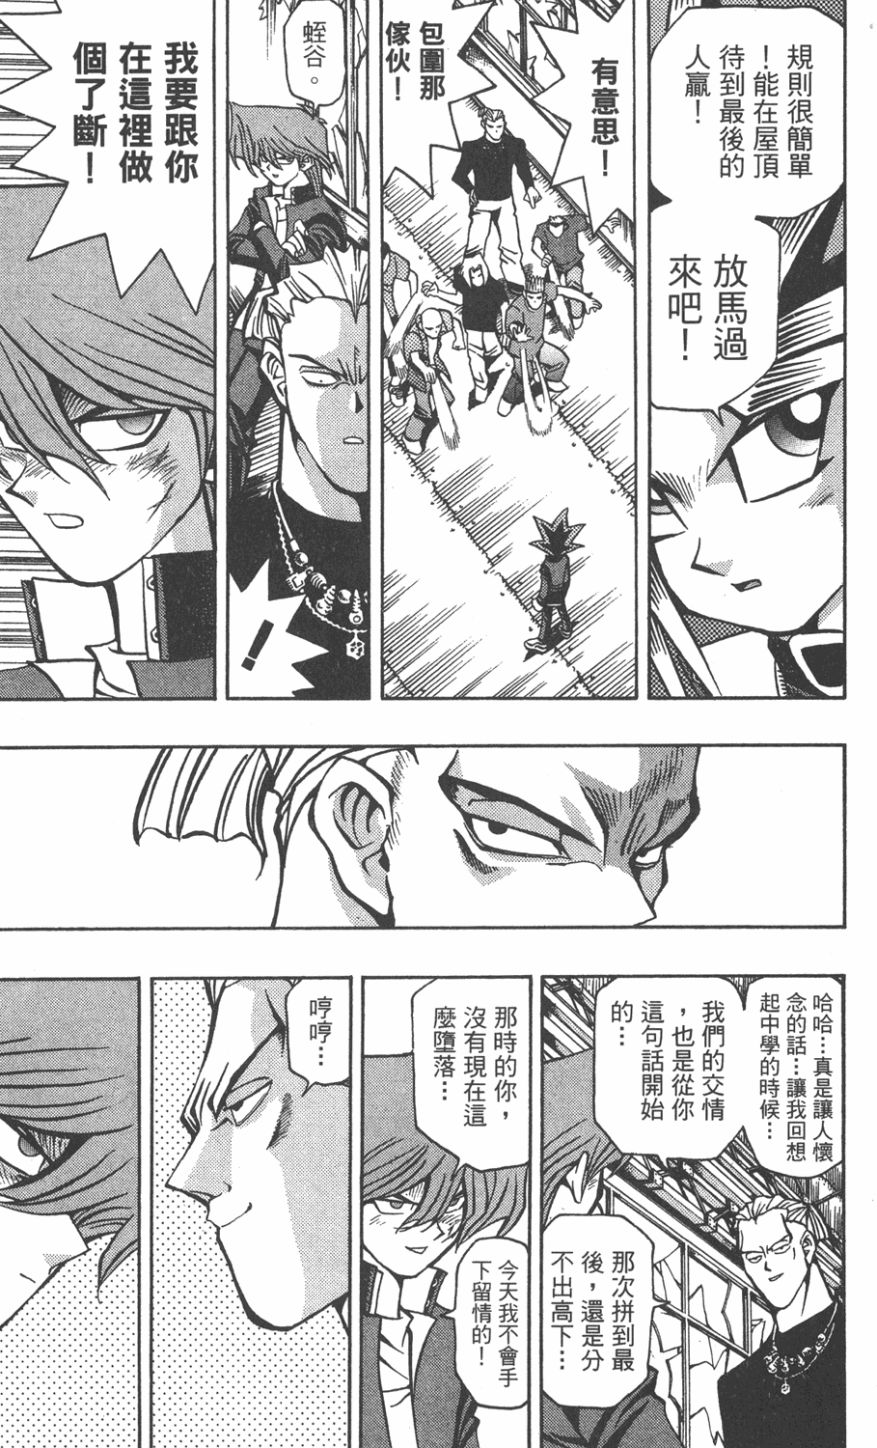 規則很簡單
！能在屋頂
待到最後的
人贏！
放馬過
來吧！
有意思！
包圍那
傢伙！
蛭谷。
！
我要跟你
在這裡做
個了斷！
哈哈…真是讓人懷
念的話…讓我回想
起中學的時候…
我們的交情
，也是從你
這句話開始
的…
那次拼到最
後，還是分
不出高下…
那時的你，
沒有現在這
麼墮落…
今天我不會手
下留情的！
哼哼…